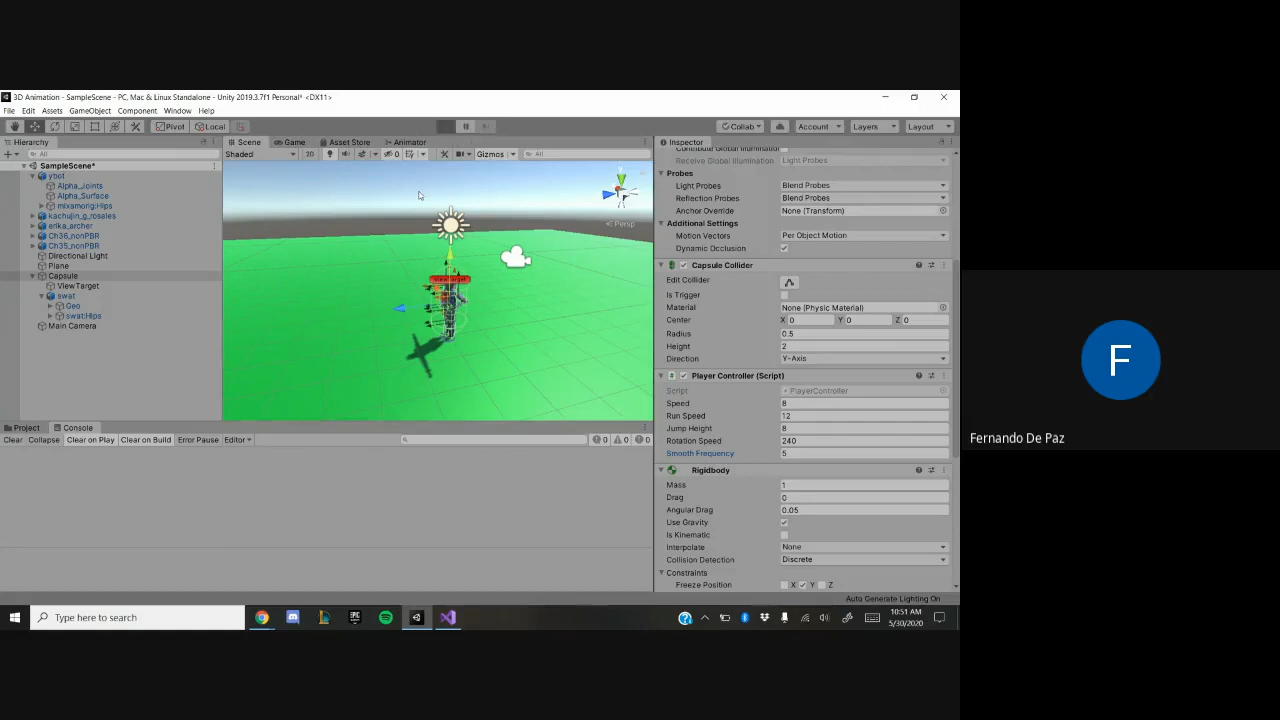 3D Animation - SampleScene - PC, Mac & Linux Standalone - Unity 2019.3.7f1 Personal* <DX11>
File Edit Assets GameObject Component Window Help
Pivot Local Collab Account Layers Layout
Hierarchy Scene Game Asset Store Animator Inspector
All Shaded 2D 0 Gizmos All
SampleScene*
ybot
Alpha_Joints
Alpha_Surface
mixamorig:Hips
kachujin_g_rosales
erika_archer
Ch36_nonPBR
Ch35_nonPBR
Directional Light
Plane
Capsule
ViewTarget
swat
Geo
swat:Hips
Main Camera
Persp
ViewTarget
Receive Global Illumination Light Probes
Probes
Light Probes Blend Probes
Reflection Probes Blend Probes
Anchor Override None (Transform)
Additional Settings
Motion Vectors Per Object Motion
Dynamic Occlusion
Capsule Collider
Edit Collider
Is Trigger
Material None (Physic Material)
Center X 0 Y 0 Z 0
Radius 0.5
Height 2
Direction Y-Axis
Player Controller (Script)
Script PlayerController
Speed 8
Run Speed 12
Jump Height 8
Rotation Speed 240
Smooth Frequency 5
Rigidbody
Mass 1
Drag 0
Angular Drag 0.05
Use Gravity
Is Kinematic
Interpolate None
Collision Detection Discrete
Constraints
Freeze Position X Y Z
Auto Generate Lighting On
Project Console
Clear Collapse Clear on Play Clear on Build Error Pause Editor 0 0 0
Type here to search
EPIC
10:51 AM
5/30/2020
F
Fernando De Paz